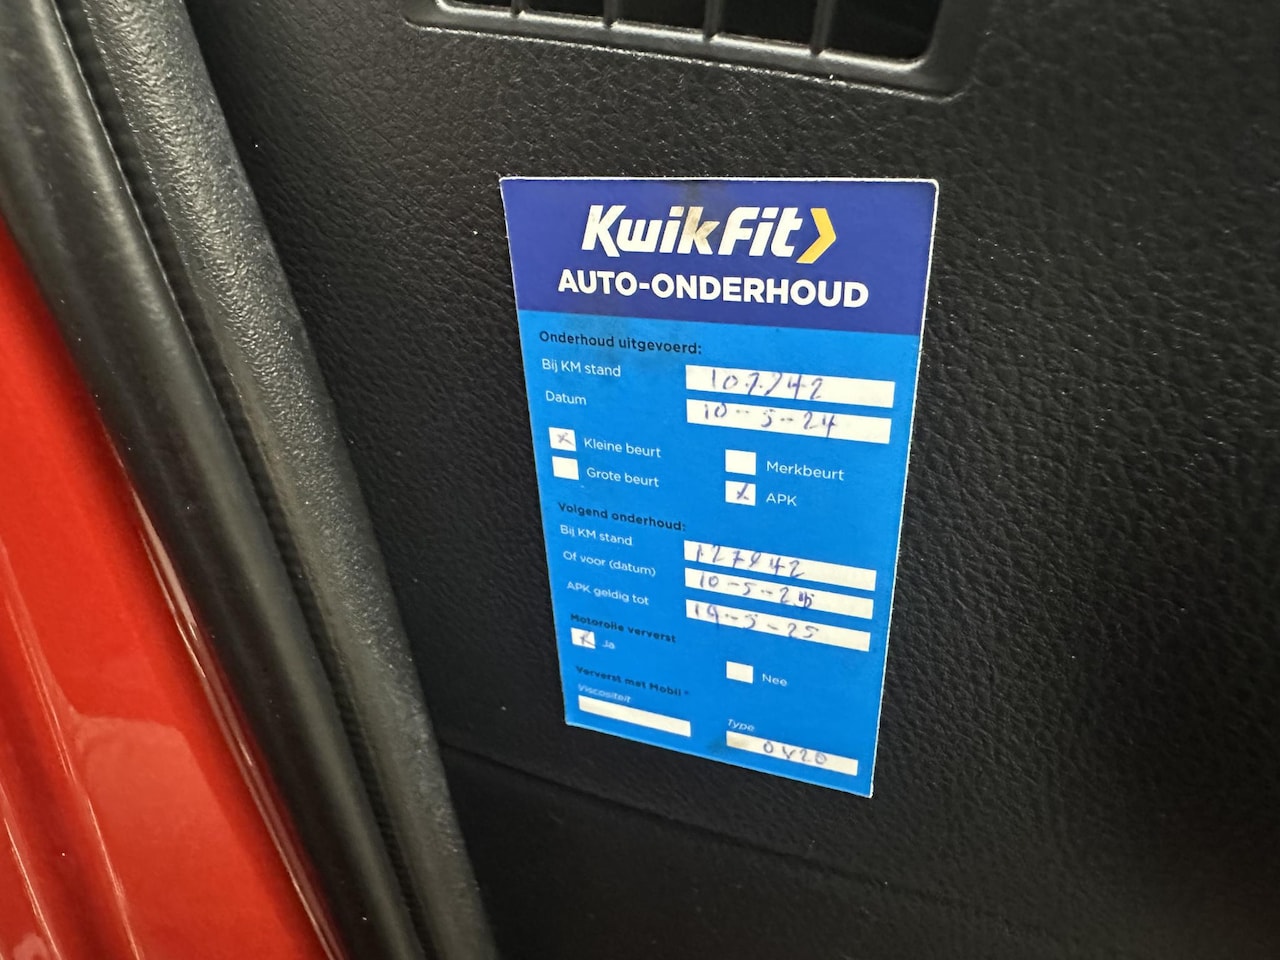 KwikFit
AUTO-ONDERHOUD
Onderhoud uitgevoerd:
Bij KM stand 107.742
Datum 10-5-24
x Kleine beurt Merkbeurt
Grote beurt x APK
Volgend onderhoud:
Bij KM stand
Of voor (datum) 10-5-25
APK geldig tot 19-5-25
Motorolie ververst
x Ja Nee
Ververst met Mobil*
Viscositeit Type
0W20